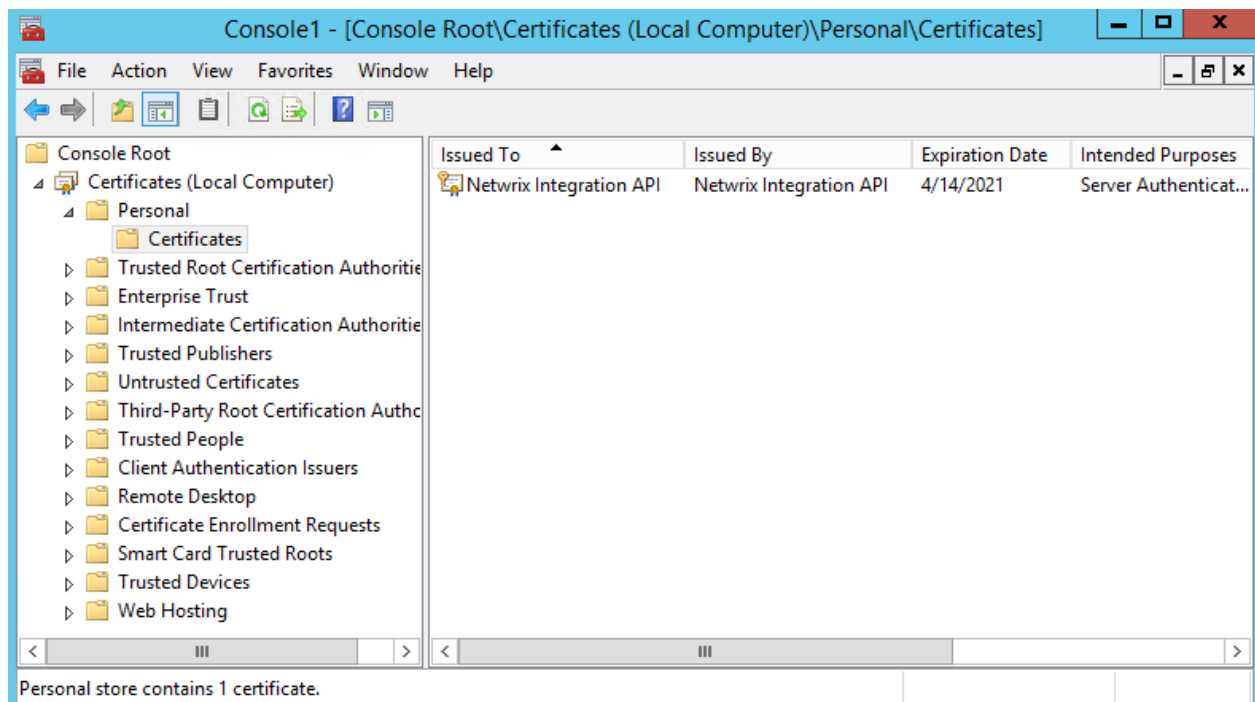 Console1 - [Console Root\Certificates (Local Computer)\Personal\Certificates]
File Action View Favorites Window Help
Console Root
Certificates (Local Computer)
Personal
Certificates
Trusted Root Certification Authoritie
Enterprise Trust
Intermediate Certification Authoritie
Trusted Publishers
Untrusted Certificates
Third-Party Root Certification Authc
Trusted People
Client Authentication Issuers
Remote Desktop
Certificate Enrollment Requests
Smart Card Trusted Roots
Trusted Devices
Web Hosting
Issued To Issued By Expiration Date Intended Purposes
Netwrix Integration API Netwrix Integration API 4/14/2021 Server Authenticat...
Personal store contains 1 certificate.